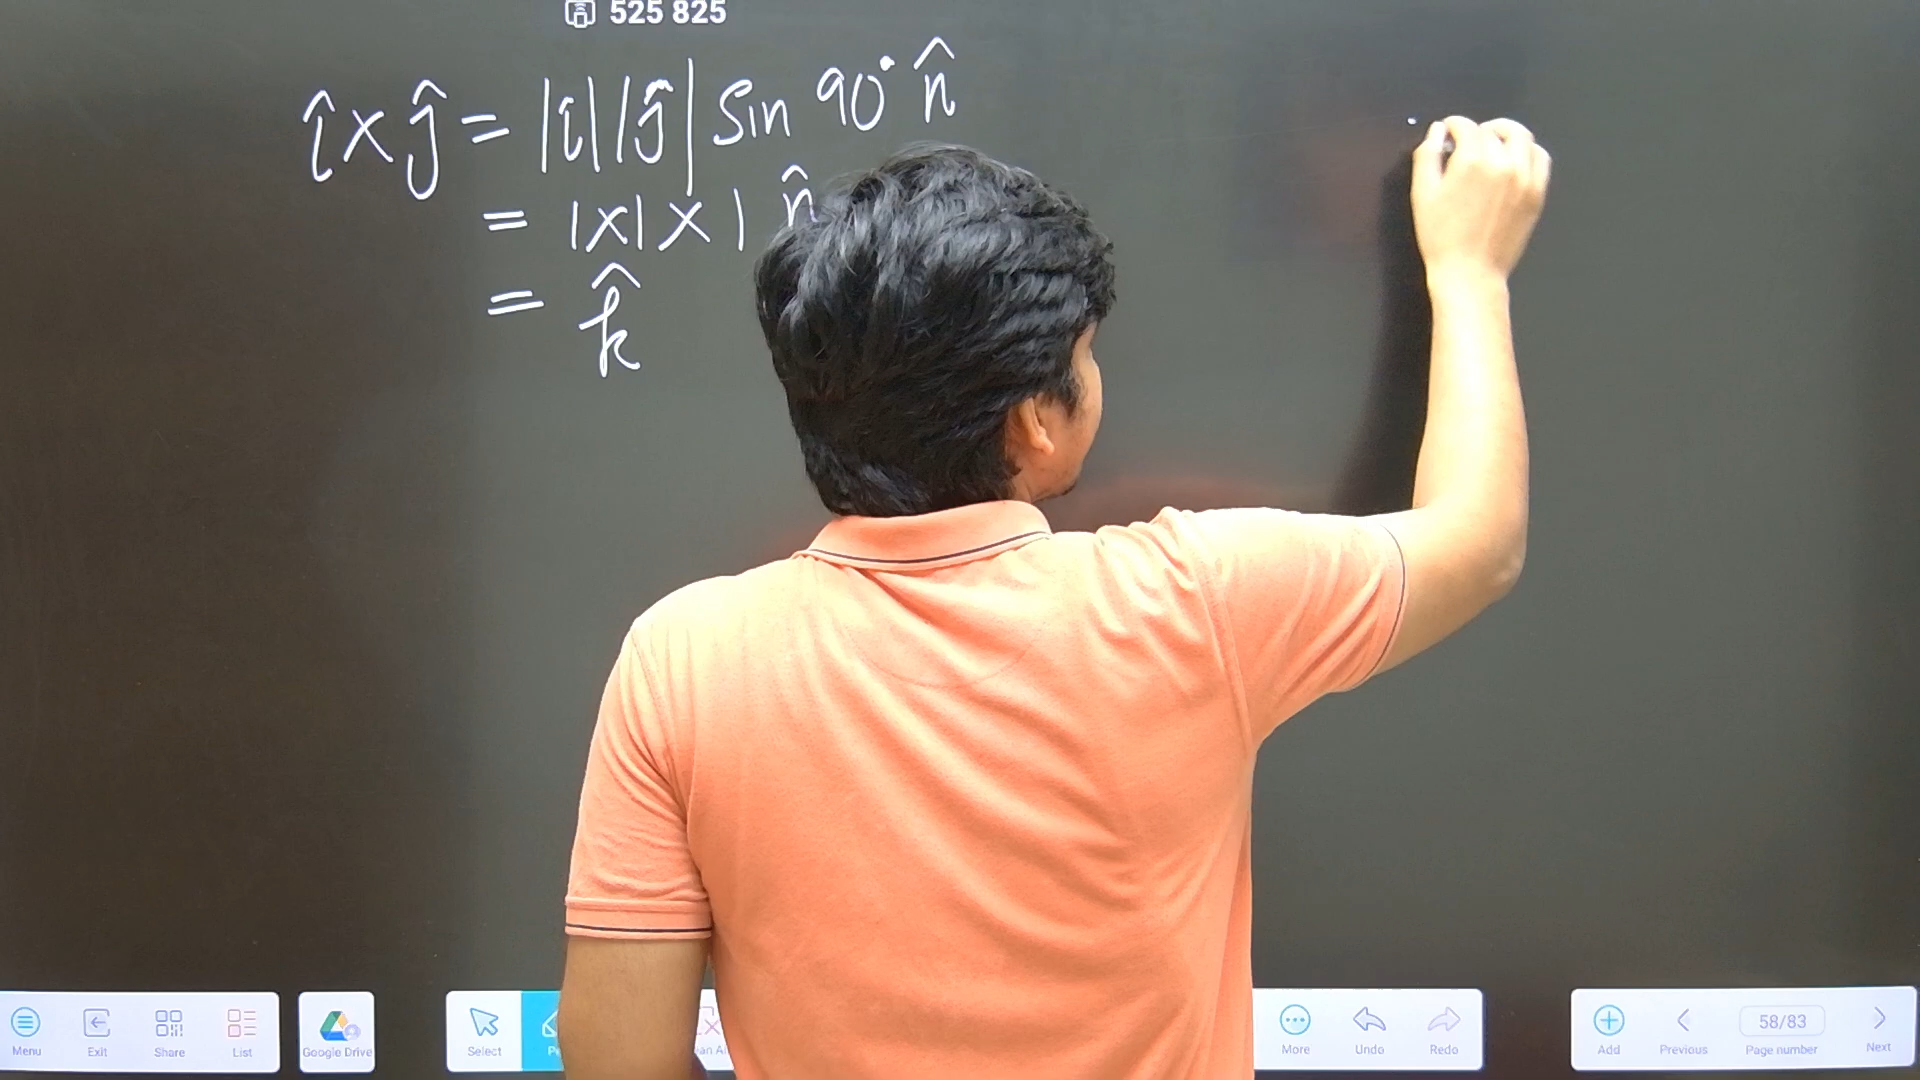 525 825
î × ĵ = |î| |ĵ| Sin 90° n̂
= 1×1×1 n̂
= k̂
Menu Exit Share List Google Drive Select More Undo Redo Add Previous 58/83 Page number Next